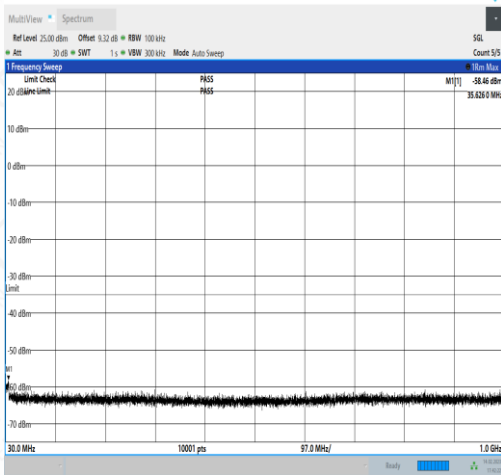 MultiView Spectrum
Ref Level 25.00 dBm Offset 9.32 dB RBW 100 kHz SGL
Att 30 dB SWT 1 s VBW 300 kHz Mode Auto Sweep Count 5/5
1 Frequency Sweep 1Rm Max
Limit Check PASS M1[1] -58.46 dBm
20 dBm Line Limit PASS 35.6260 MHz
10 dBm
0 dBm
-10 dBm
-20 dBm
-30 dBm
Limit
-40 dBm
-50 dBm
M1
-60 dBm
-70 dBm
30.0 MHz 10001 pts 97.0 MHz/ 1.0 GHz
Ready